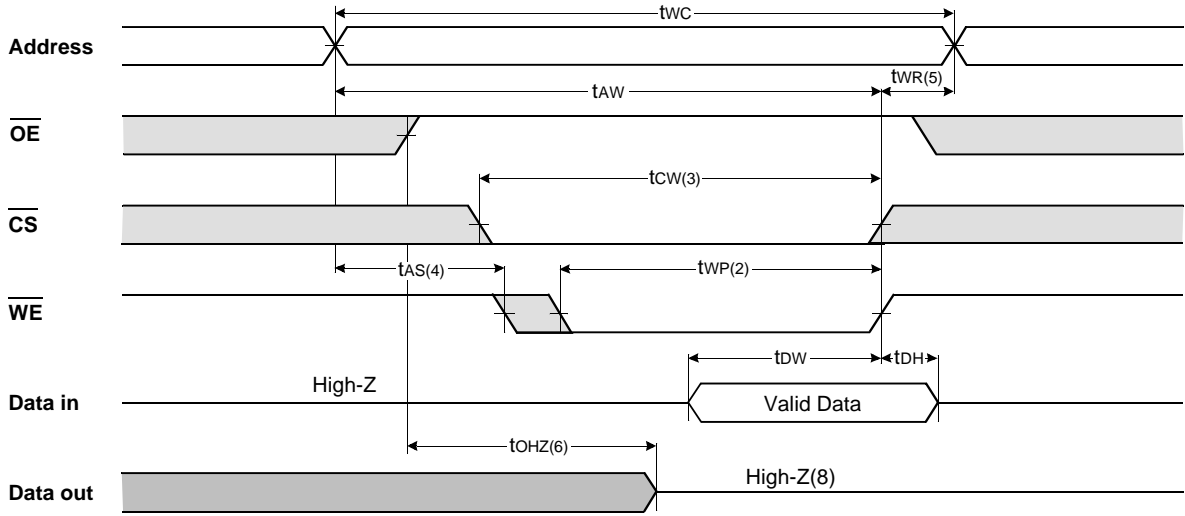 tWC
Address
tAW
tWR(5)
OE
tCW(3)
CS
tAS(4)
tWP(2)
WE
tDW
tDH
High-Z
Data in
Valid Data
tOHZ(6)
High-Z(8)
Data out